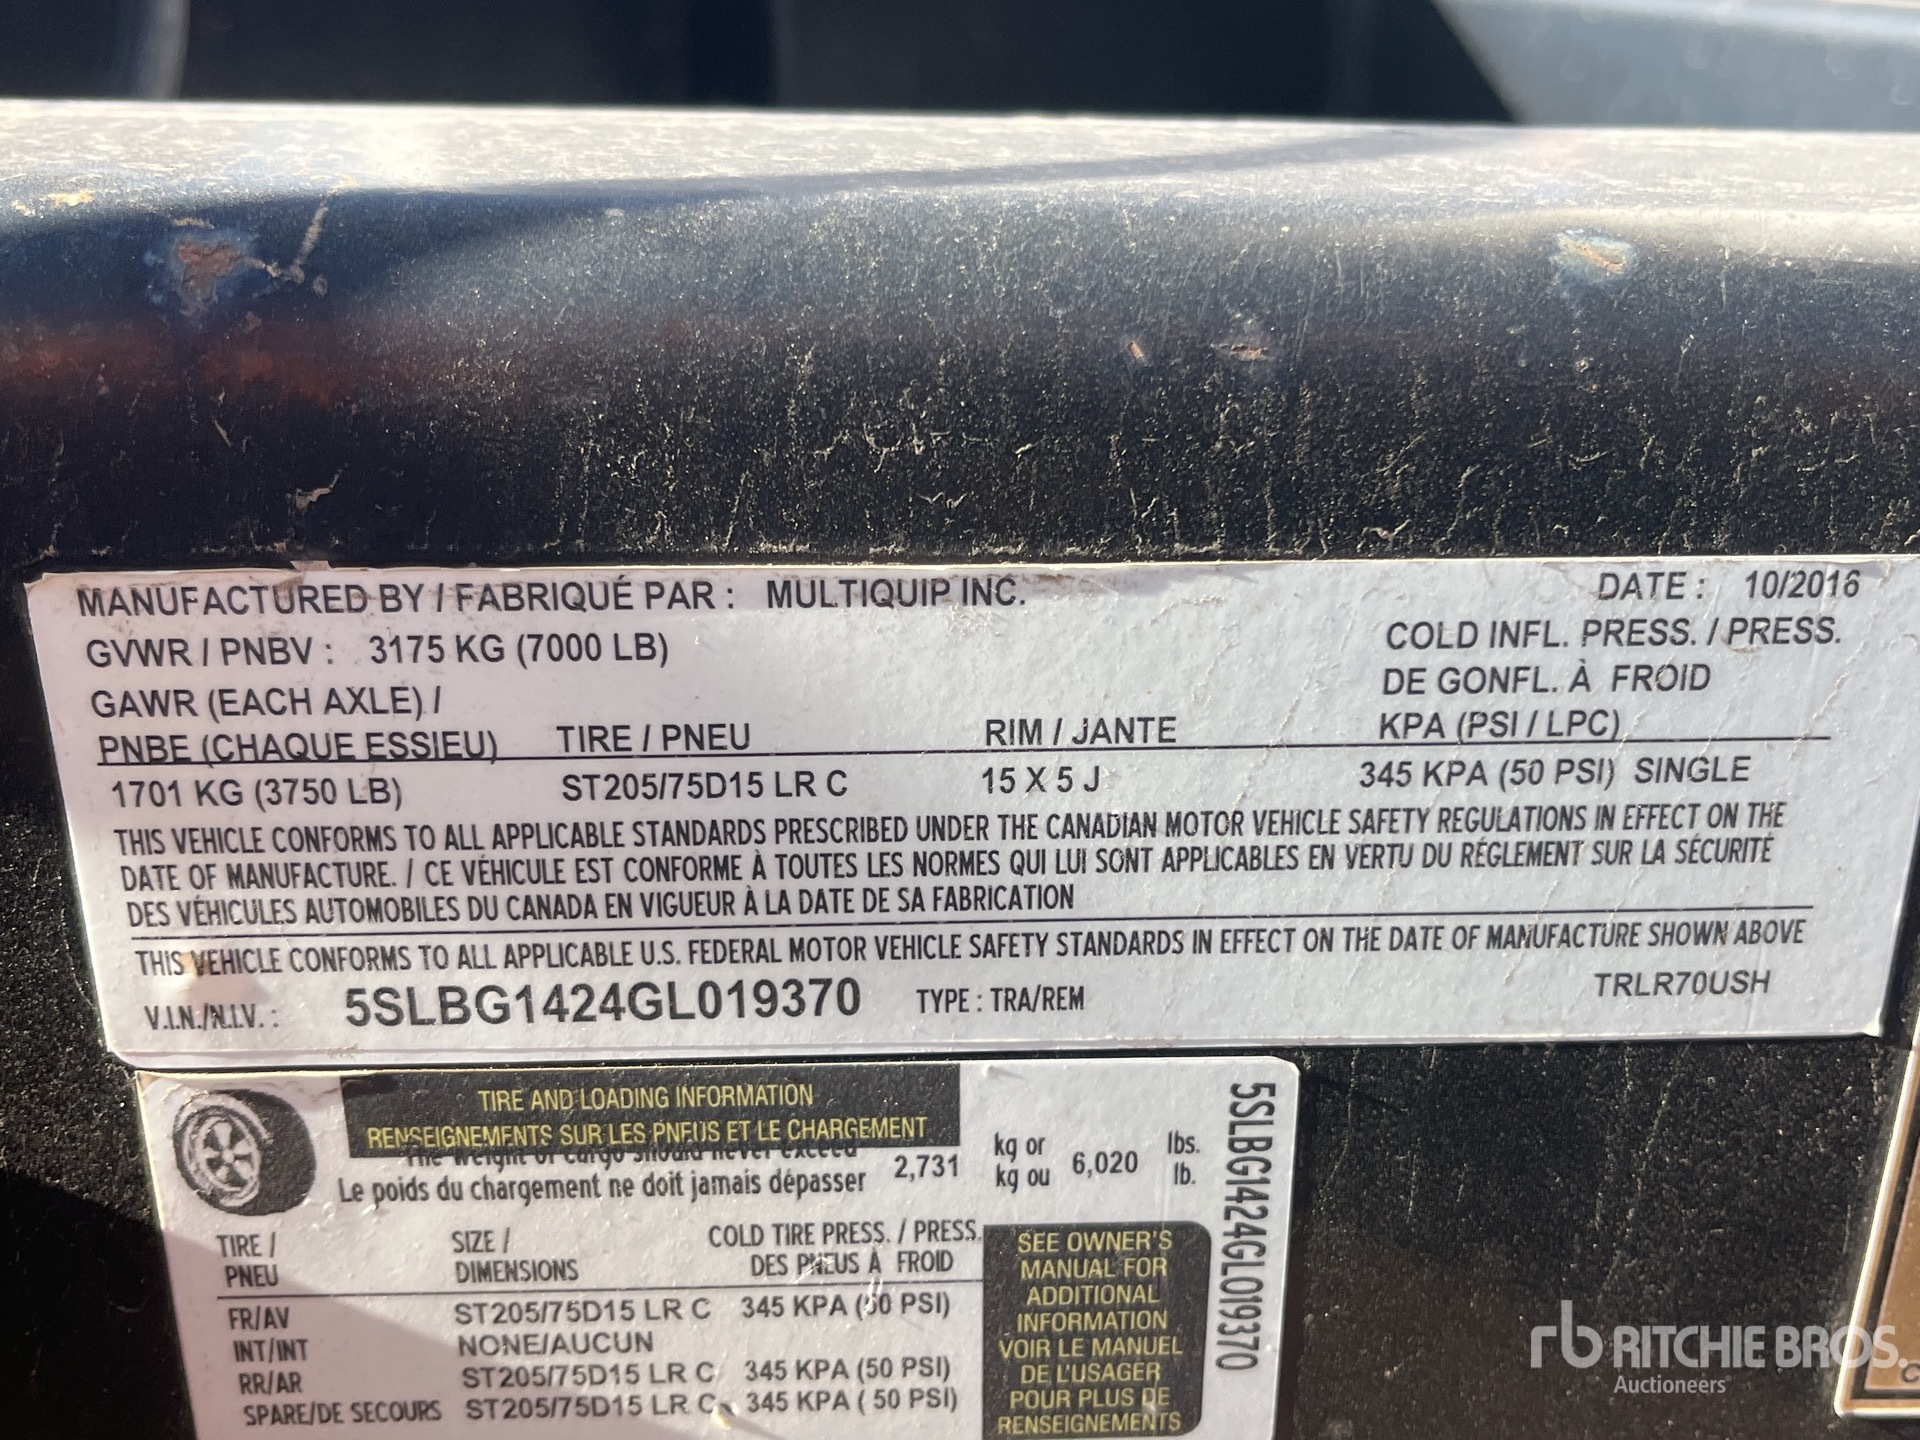 MANUFACTURED BY / FABRIQUÉ PAR : MULTIQUIP INC. DATE : 10/2016
GVWR / PNBV : 3175 KG (7000 LB)
COLD INFL. PRESS. / PRESS.
DE GONFL. À FROID
KPA (PSI / LPC)
GAWR (EACH AXLE) /
PNBE (CHAQUE ESSIEU) TIRE / PNEU RIM / JANTE
1701 KG (3750 LB) ST205/75D15 LR C 15 X 5 J 345 KPA (50 PSI) SINGLE
THIS VEHICLE CONFORMS TO ALL APPLICABLE STANDARDS PRESCRIBED UNDER THE CANADIAN MOTOR VEHICLE SAFETY REGULATIONS IN EFFECT ON THE
DATE OF MANUFACTURE. / CE VÉHICULE EST CONFORME À TOUTES LES NORMES QUI LUI SONT APPLICABLES EN VERTU DU RÉGLEMENT SUR LA SÉCURITÉ
DES VÉHICULES AUTOMOBILES DU CANADA EN VIGUEUR À LA DATE DE SA FABRICATION
THIS VEHICLE CONFORMS TO ALL APPLICABLE U.S. FEDERAL MOTOR VEHICLE SAFETY STANDARDS IN EFFECT ON THE DATE OF MANUFACTURE SHOWN ABOVE
V.I.N./N.I.V. : 5SLBG1424GL019370 TYPE : TRA/REM TRLR70USH
TIRE AND LOADING INFORMATION
RENSEIGNEMENTS SUR LES PNEUS ET LE CHARGEMENT
The weight of cargo should never exceed
Le poids du chargement ne doit jamais dépasser
2,731
kg or
kg ou
6,020
lbs.
lb.
5SLBG1424GL019370
TIRE /
PNEU
SIZE /
DIMENSIONS
COLD TIRE PRESS. / PRESS.
DES PNEUS À FROID
FR/AV ST205/75D15 LR C 345 KPA (50 PSI)
INT/INT NONE/AUCUN
RR/AR ST205/75D15 LR C 345 KPA (50 PSI)
SPARE/DE SECOURS ST205/75D15 LR C 345 KPA ( 50 PSI)
SEE OWNER'S
MANUAL FOR
ADDITIONAL
INFORMATION
VOIR LE MANUEL
DE L'USAGER
POUR PLUS DE
RENSEIGNEMENTS
rb RITCHIE BROS.
Auctioneers